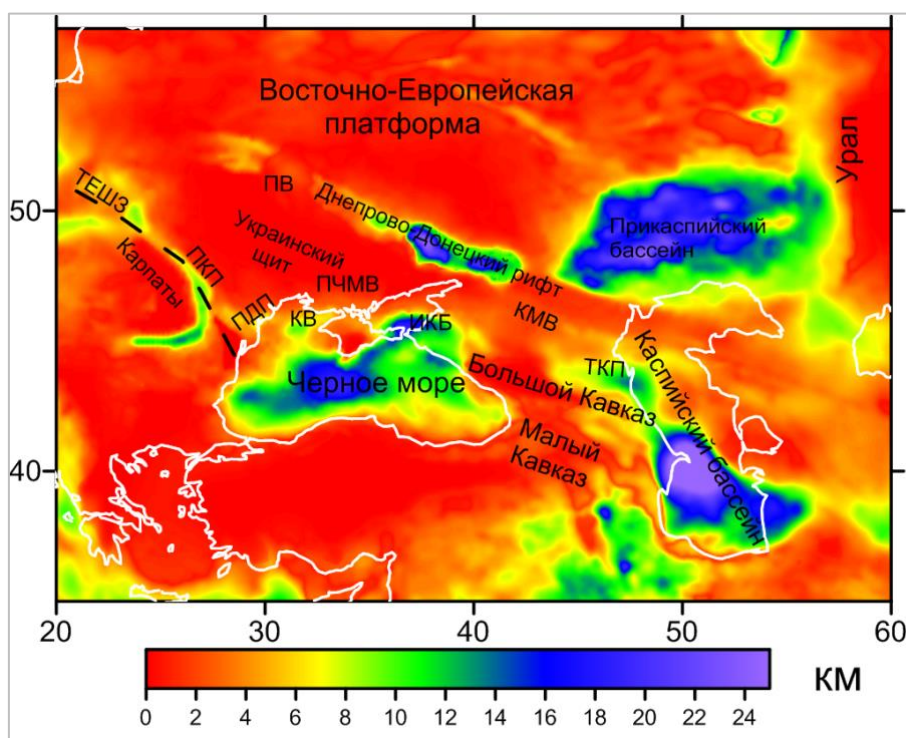 Восточно-Европейская
платформа
Урал
50
ТЕШЗ
ПВ
Днепрово-Донецкий рифт
Прикаспийский
бассейн
Украинский
щит
Карпаты
ПКП
ПЧМВ
ПДП
КВ
ИКБ
КМВ
ТКП
Черное море
Большой Кавказ
Каспийский бассейн
Малый
Кавказ
40
20
30
40
50
60
0 2 4 6 8 10 12 14 16 18 20 22 24
км